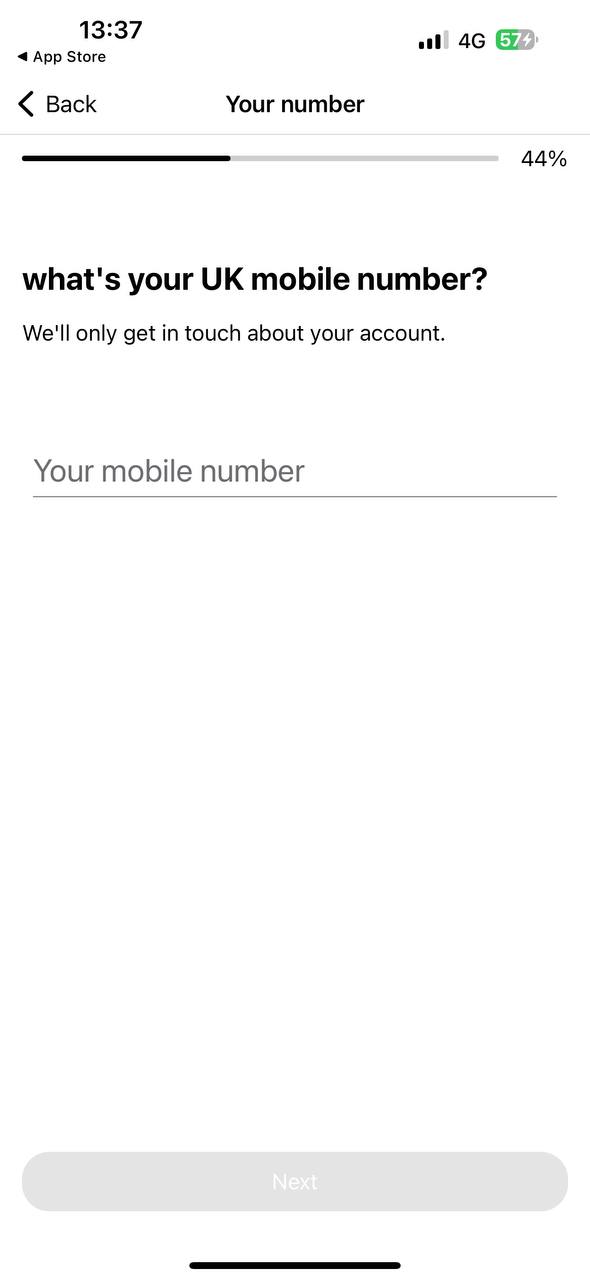 13:37
4G 57
◀ App Store
Back
Your number
44%
what's your UK mobile number?
We'll only get in touch about your account.
Your mobile number
Next